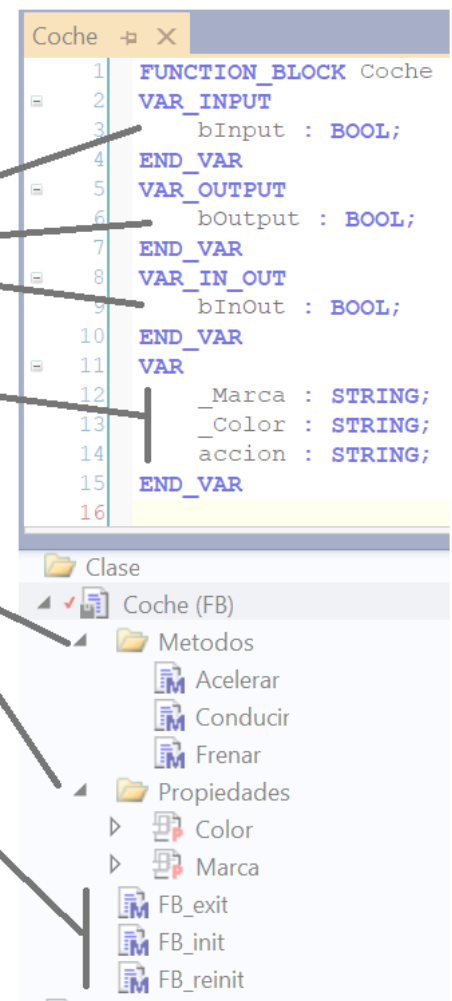 Coche
1 FUNCTION_BLOCK Coche
2 VAR_INPUT
3 bInput : BOOL;
4 END_VAR
5 VAR_OUTPUT
6 bOutput : BOOL;
7 END_VAR
8 VAR_IN_OUT
9 bInOut : BOOL;
10 END_VAR
11 VAR
12 _Marca : STRING;
13 _Color : STRING;
14 accion : STRING;
15 END_VAR
16
Clase
Coche (FB)
Metodos
Acelerar
Conducir
Frenar
Propiedades
Color
Marca
FB_exit
FB_init
FB_reinit